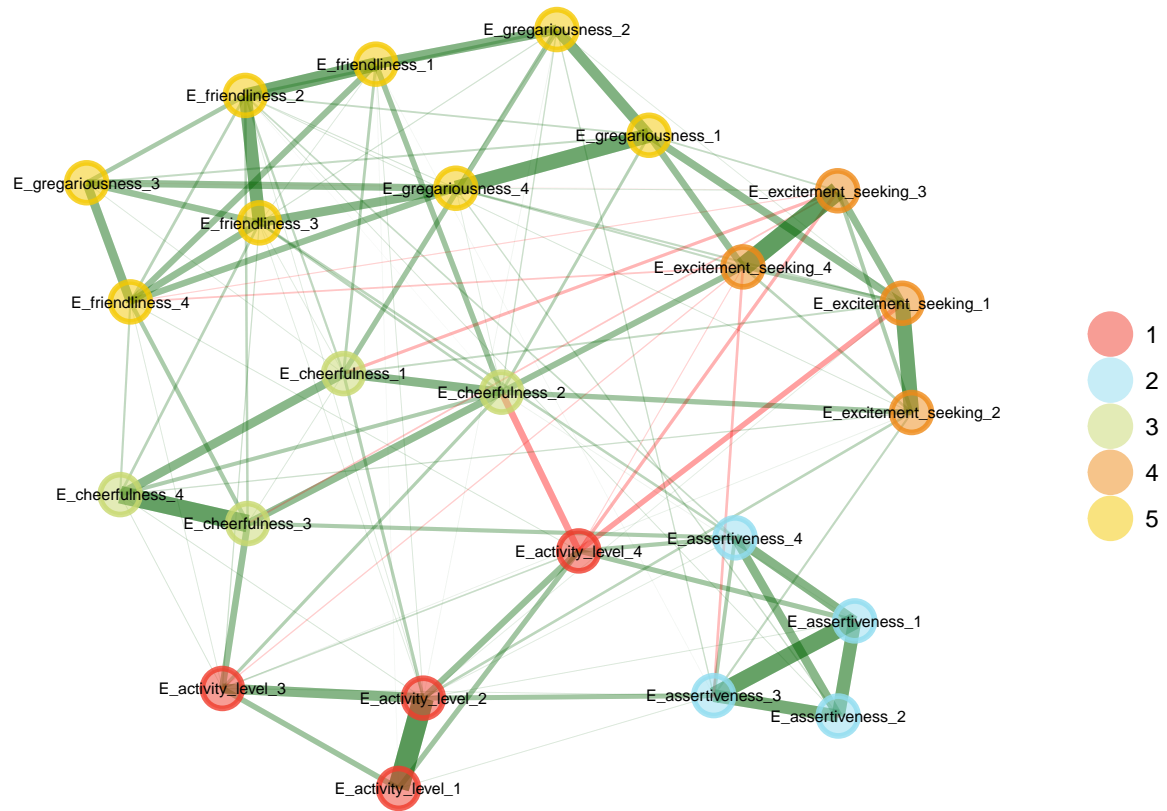 E_gregariousness_2
E_friendliness_1
E_friendliness_2
E_gregariousness_1
E_gregariousness_3
E_gregariousness_4
E_excitement_seeking_3
E_friendliness_3
E_excitement_seeking_4
E_friendliness_4
E_excitement_seeking_1
1
2
3
4
5
E_cheerfulness_1
E_cheerfulness_2
E_excitement_seeking_2
E_cheerfulness_4
E_cheerfulness_3
E_activity_level_4
E_assertiveness_4
E_assertiveness_1
E_activity_level_3
E_activity_level_2
E_assertiveness_3
E_assertiveness_2
E_activity_level_1